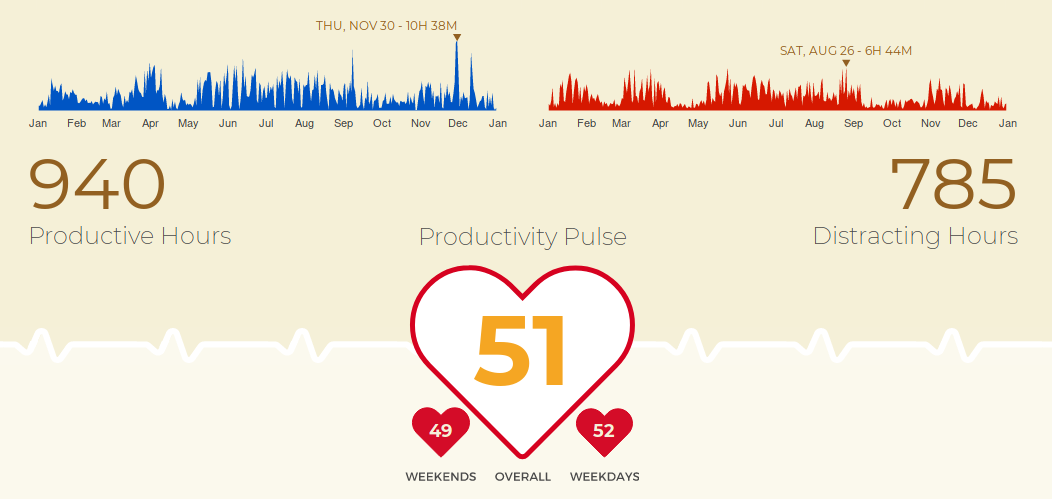 THU, NOV 30 - 10H 38M
SAT, AUG 26 - 6H 44M
Jan Feb Mar Apr May Jun Jul Aug Sep Oct Nov Dec Jan
Jan Feb Mar Apr May Jun Jul Aug Sep Oct Nov Dec Jan
940
785
Productive Hours
Productivity Pulse
Distracting Hours
51
49
52
WEEKENDS OVERALL WEEKDAYS